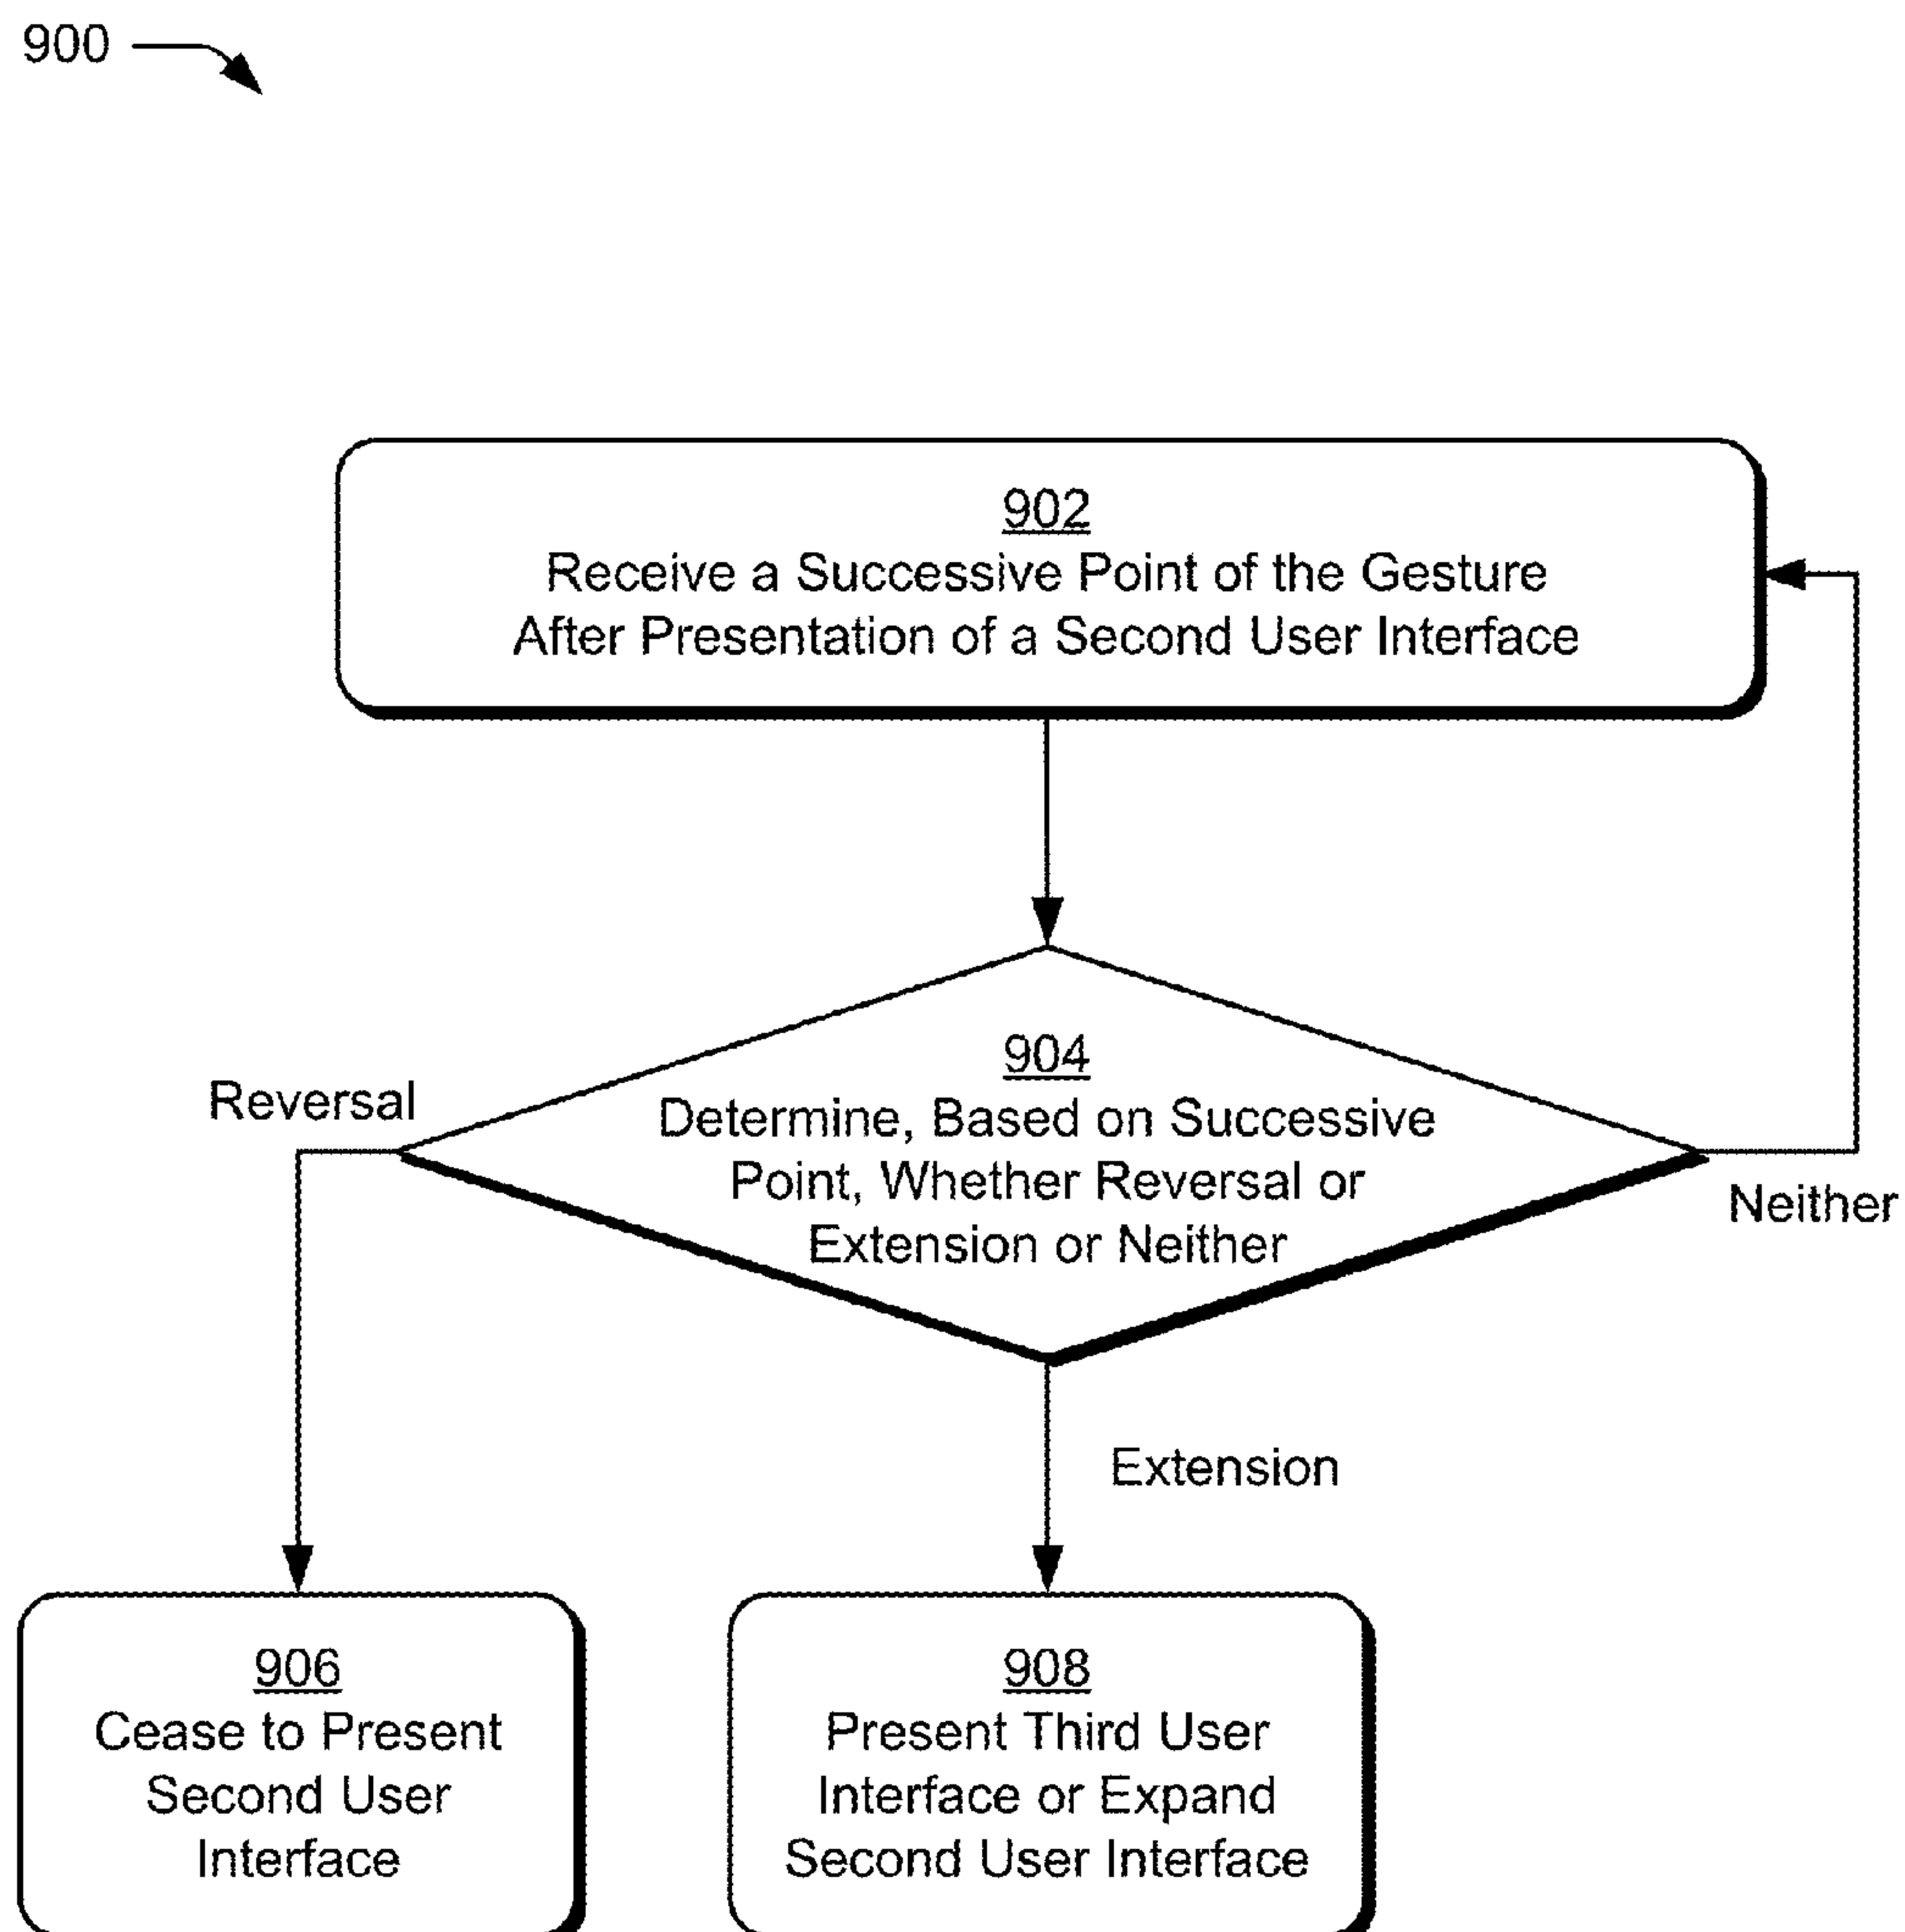 900
902
Receive a Successive Point of the Gesture
After Presentation of a Second User Interface
904
Determine, Based on Successive
Point, Whether Reversal or
Extension or Neither
Reversal
Neither
Extension
906
Cease to Present
Second User
Interface
908
Present Third User
Interface or Expand
Second User Interface